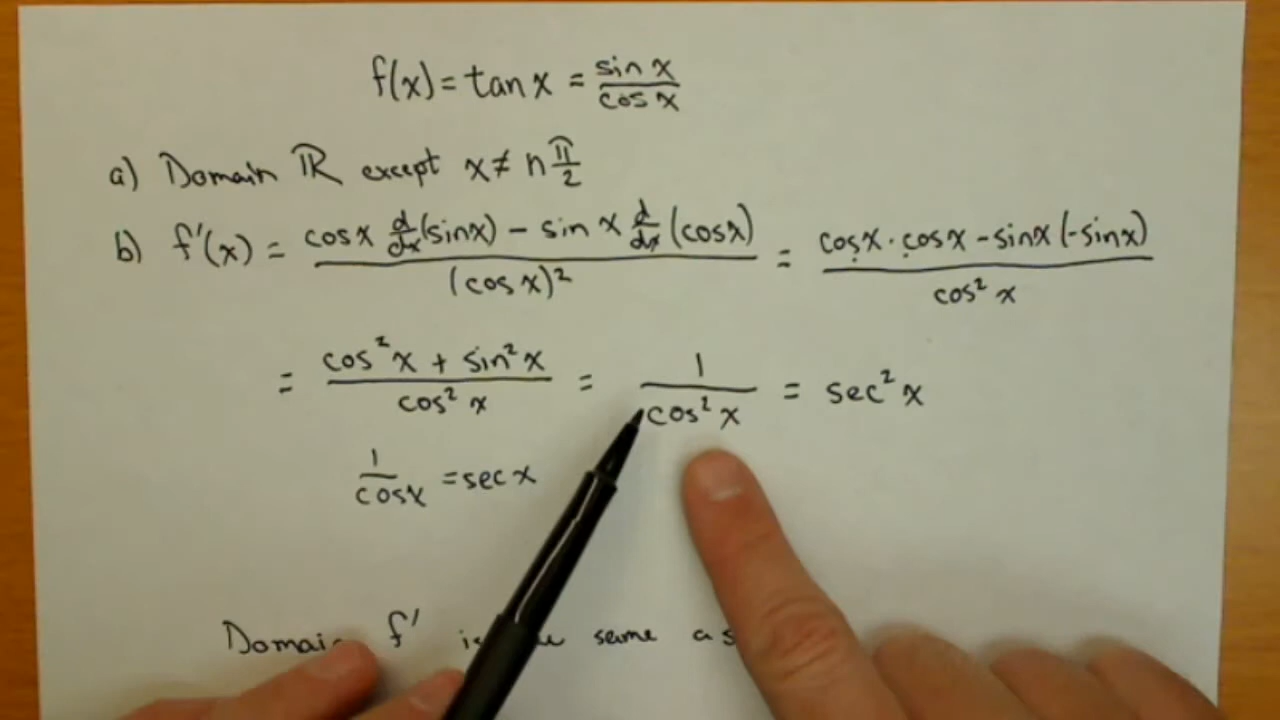 f(x) = tan x = sin x / cos x
a) Domain ℝ except x ≠ n π/2
b) f'(x) = (cos x d/dx (sin x) – sin x d/dx (cos x)) / (cos x)² = (cos x · cos x – sin x (-sin x)) / cos² x
= (cos² x + sin² x) / cos² x = 1 / cos² x = sec² x
1 / cos x = sec x
f' same as